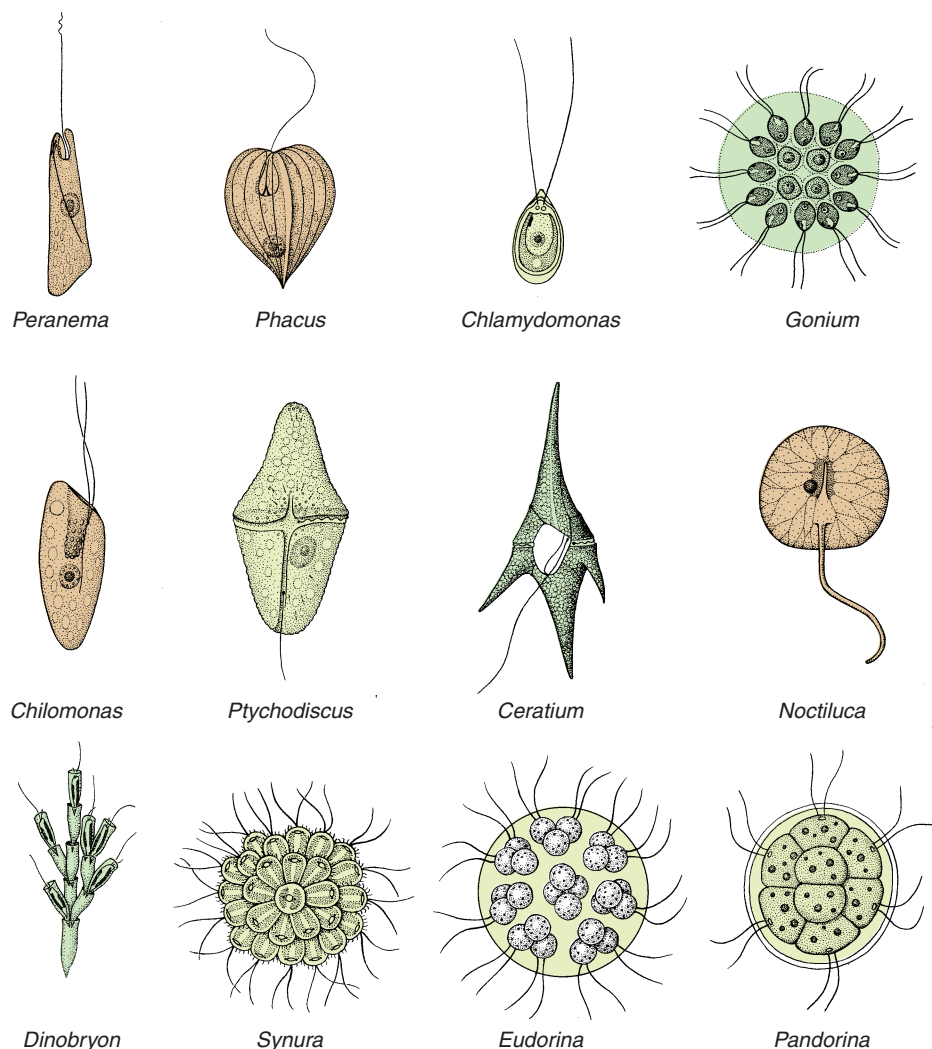 Peranema
Phacus
Chlamydomonas
Gonium
Chilomonas
Ptychodiscus
Ceratium
Noctiluca
Dinobryon
Synura
Eudorina
Pandorina